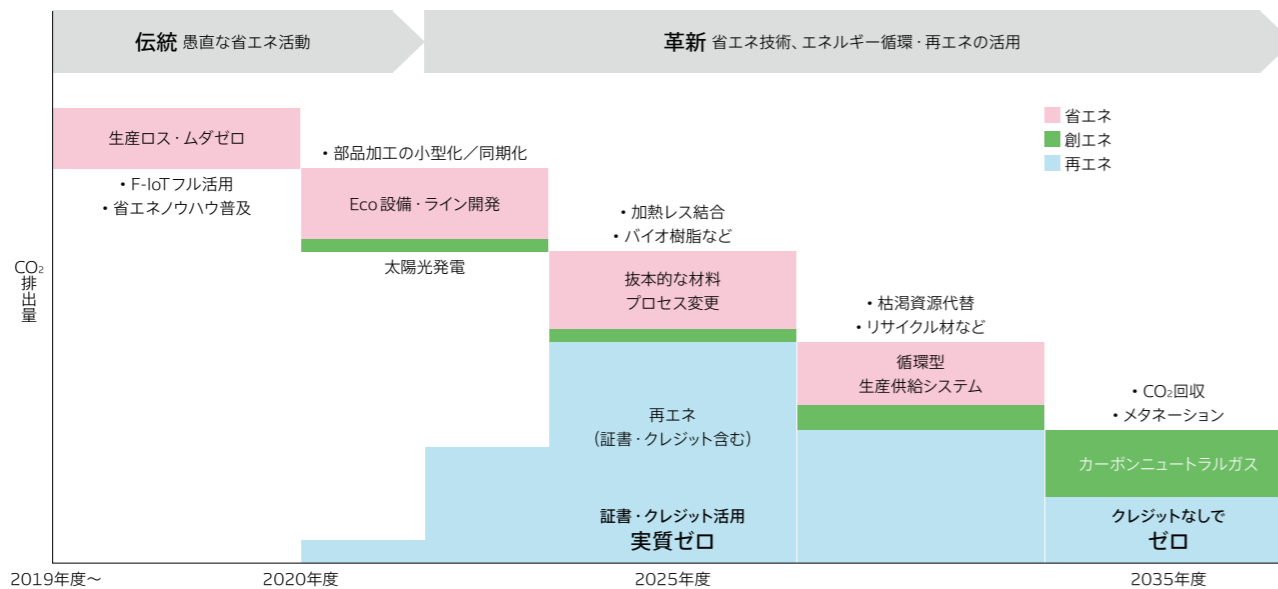 伝統 愚直な省エネ活動
革新 省エネ技術、エネルギー循環・再エネの活用
省エネ
創エネ
再エネ
CO₂排出量
生産ロス・ムダゼロ
・F-IoTフル活用
・省エネノウハウ普及
・部品加工の小型化／同期化
Eco設備・ライン開発
太陽光発電
・加熱レス結合
・バイオ樹脂など
抜本的な材料
プロセス変更
再エネ
（証書・クレジット含む）
証書・クレジット活用
実質ゼロ
・枯渇資源代替
・リサイクル材など
循環型
生産供給システム
・CO₂回収
・メタネーション
カーボンニュートラルガス
クレジットなしで
ゼロ
2019年度～
2020年度
2025年度
2035年度